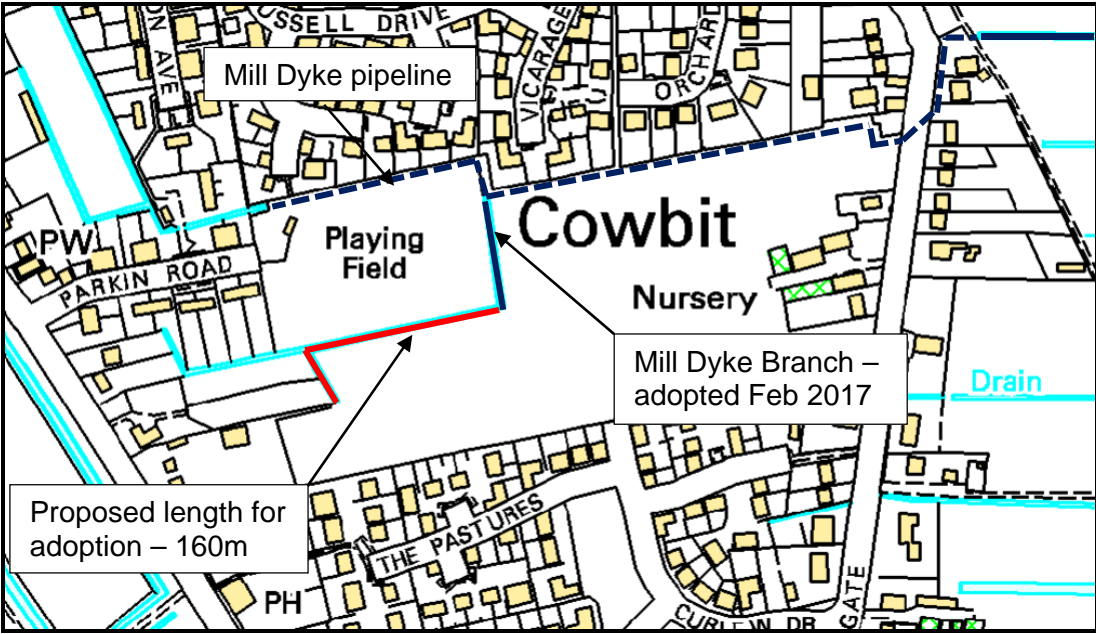 USSELL DRIVE
ON AVE
Mill Dyke pipeline
VICARAGE
ORCHARD
Cowbit
PW
Playing
Field
PARKIN ROAD
Nursery
Mill Dyke Branch –
adopted Feb 2017
Drain
Proposed length for
adoption – 160m
THE PASTURES
PH
CURLEW DR
GATE